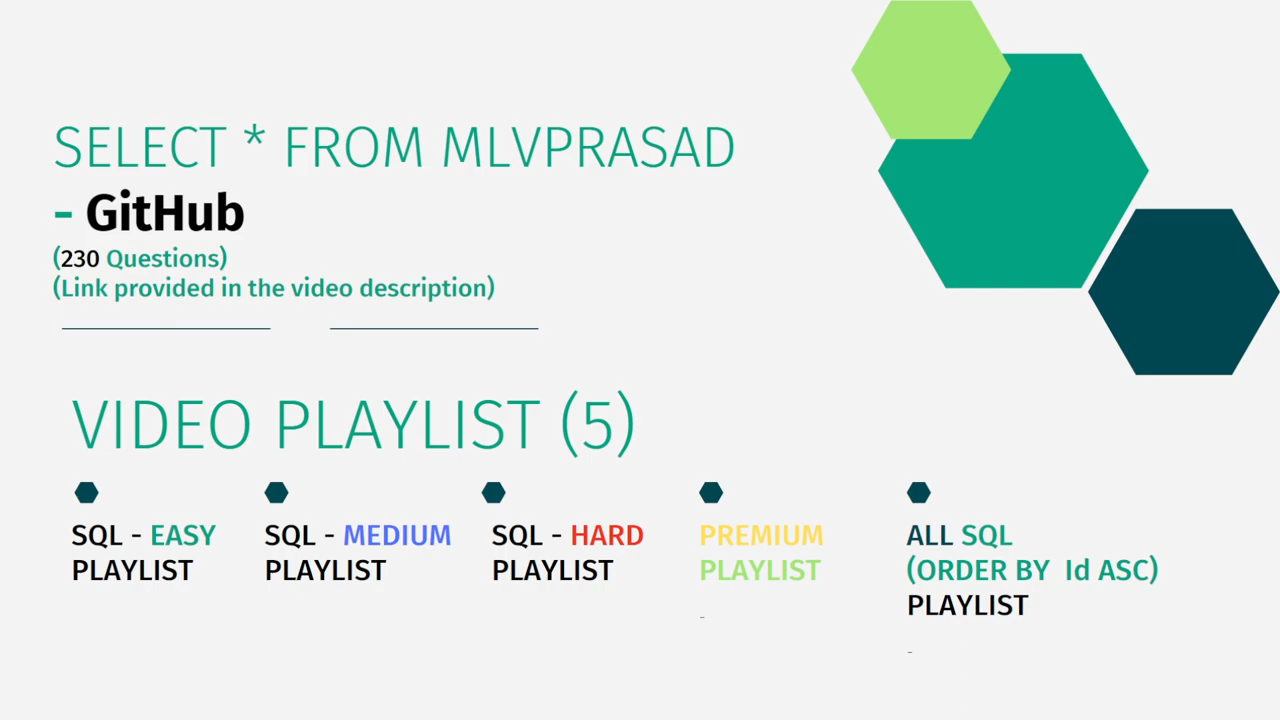 SELECT * FROM MLVPRASAD
- GitHub
(230 Questions)
(Link provided in the video description)
VIDEO PLAYLIST (5)
SQL - EASY
PLAYLIST
SQL - MEDIUM
PLAYLIST
SQL - HARD
PLAYLIST
PREMIUM
PLAYLIST
-
ALL SQL
(ORDER BY Id ASC)
PLAYLIST
-